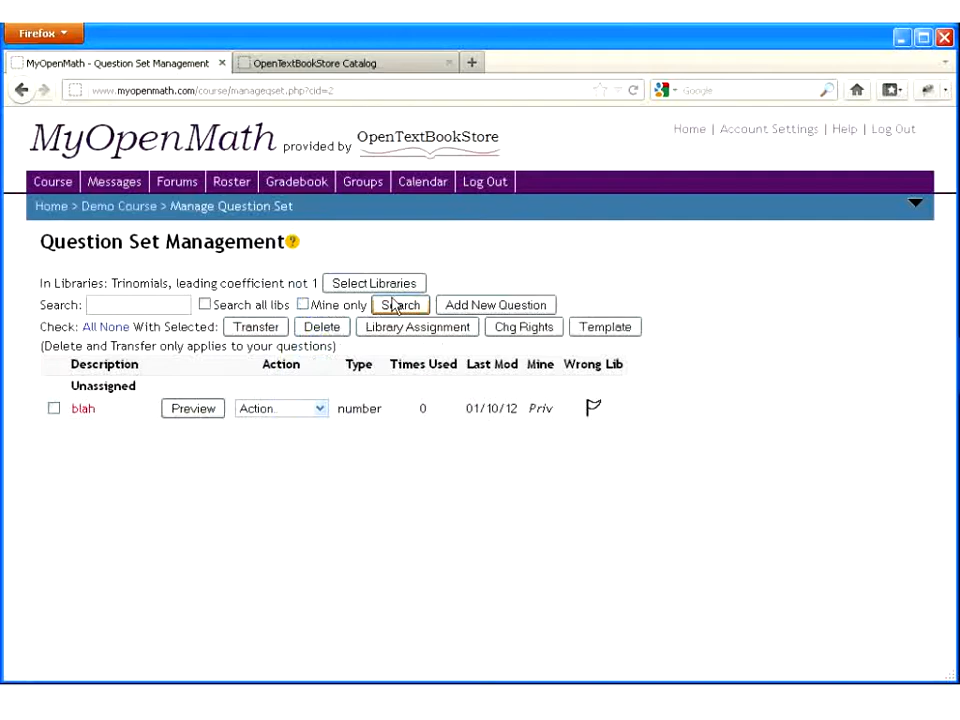 Firefox
MyOpenMath - Question Set Management × OpenTextBookStore Catalog × +
www.myopenmath.com/course/manageqset.php?cid=2 Google
MyOpenMath provided by OpenTextBookStore
Home | Account Settings | Help | Log Out
Course Messages Forums Roster Gradebook Groups Calendar Log Out
Home > Demo Course > Manage Question Set
Question Set Management ?
In Libraries: Trinomials, leading coefficient not 1 Select Libraries
Search: Search all libs Mine only Search Add New Question
Check: All None With Selected: Transfer Delete Library Assignment Chg Rights Template
(Delete and Transfer only applies to your questions)
Description Action Type Times Used Last Mod Mine Wrong Lib
Unassigned
blah Preview Action.. number 0 01/10/12 Priv